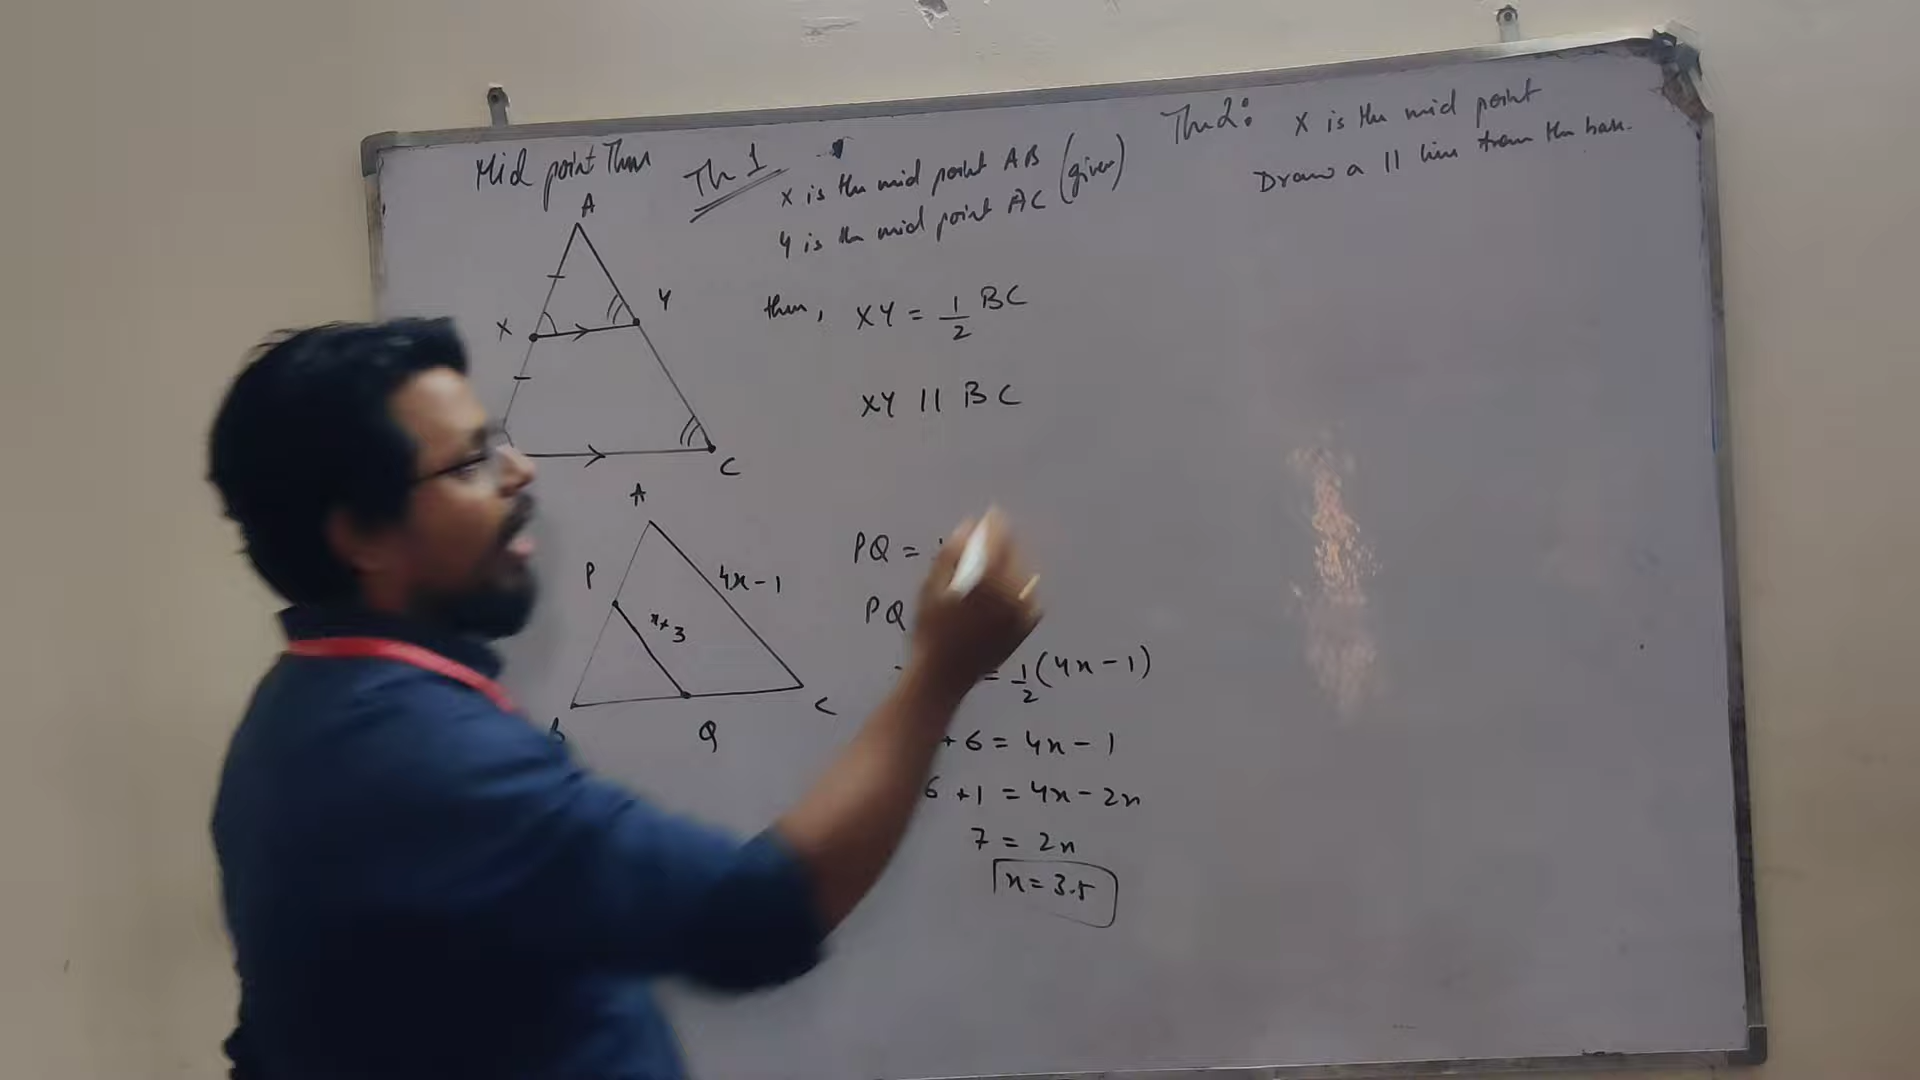 Mid point Thm
Th 1
X is the mid point AB (given)
Y is the mid point AC
then, XY = 1/2 BC
XY || BC
Th 2: X is the mid point
Draw a || line from the base.
A
X
Y
C
A
P
4x - 1
x + 3
B
Q
C
PQ =
PQ
= 1/2 (4x - 1)
+ 6 = 4x - 1
6 + 1 = 4x - 2x
7 = 2x
x = 3.5